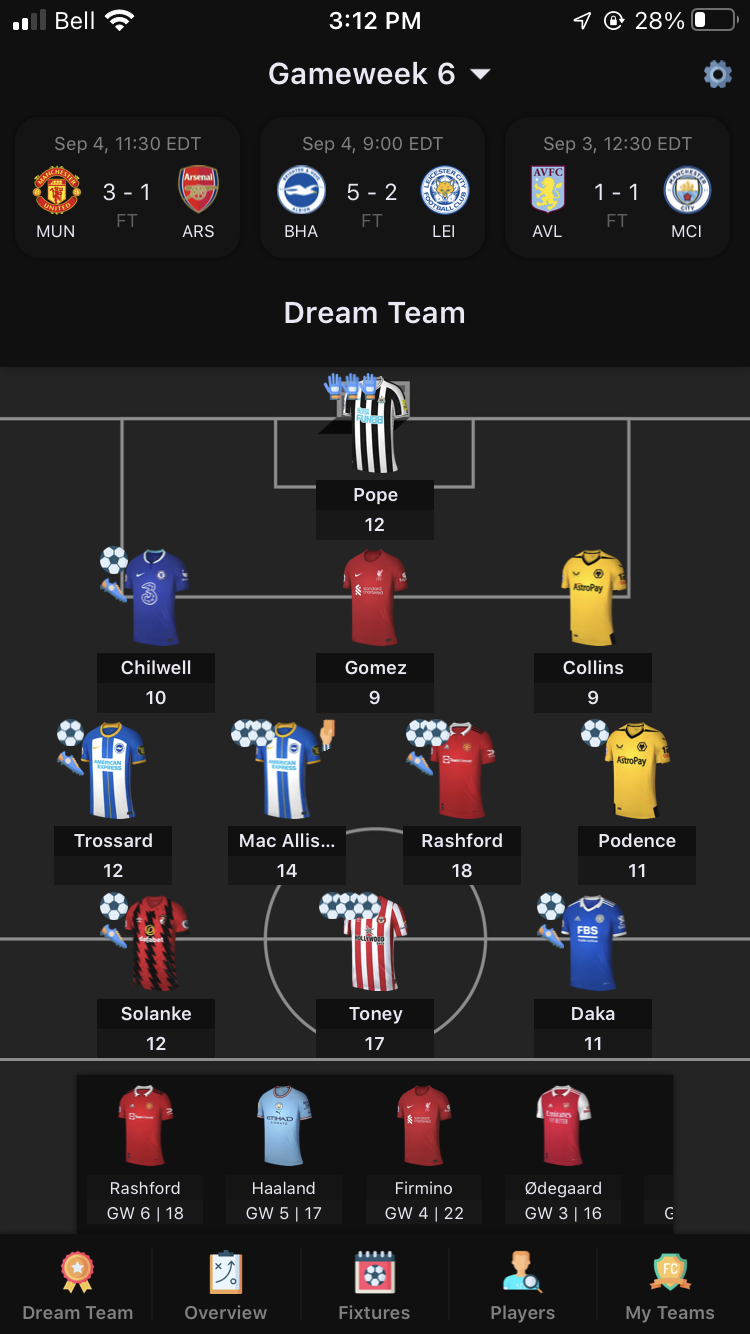 Bell 3:12 PM 28%
Gameweek 6
Sep 4, 11:30 EDT Sep 4, 9:00 EDT Sep 3, 12:30 EDT
3 - 1 5 - 2 1 - 1
FT FT FT
MUN ARS BHA LEI AVL MCI
Dream Team
Pope
12
Chilwell Gomez Collins
10 9 9
Trossard Mac Allis... Rashford Podence
12 14 18 11
Solanke Toney Daka
12 17 11
Rashford Haaland Firmino Ødegaard
GW 6 | 18 GW 5 | 17 GW 4 | 22 GW 3 | 16
Dream Team Overview Fixtures Players My Teams